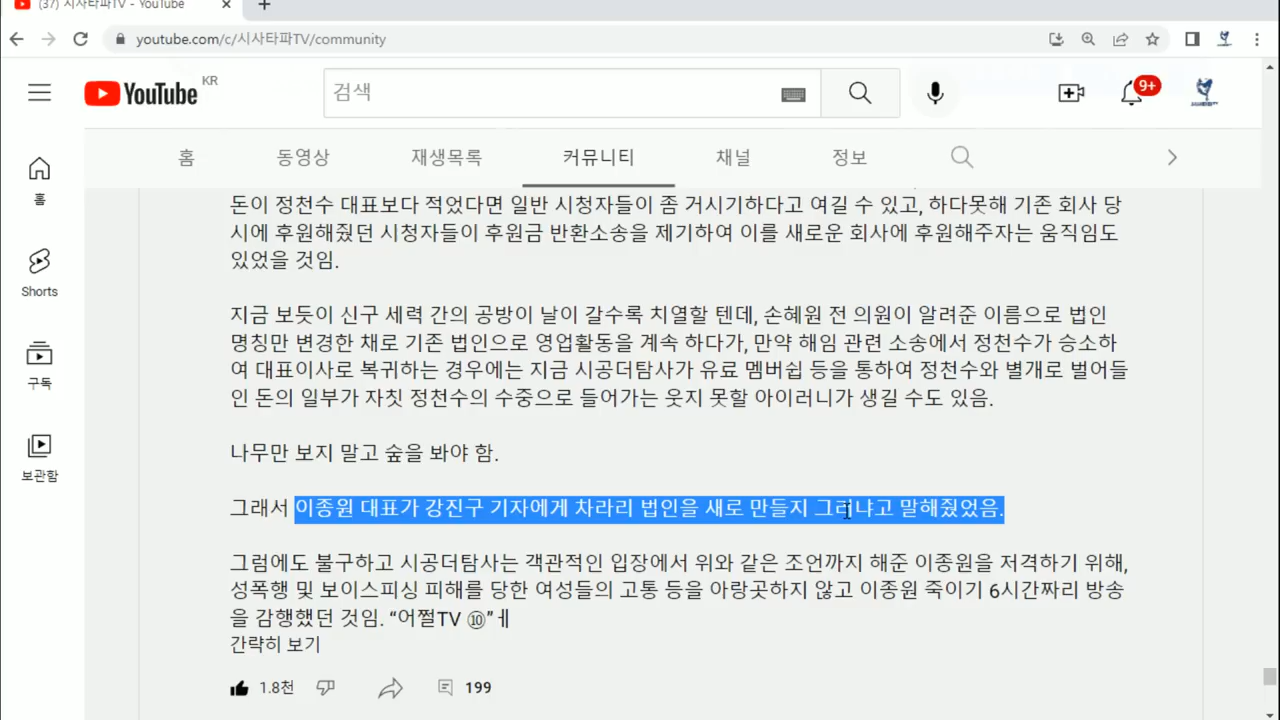 (37) 시사타파TV - YouTube
youtube.com/c/시사타파TV/community
YouTube KR
검색
9+
홈 동영상 재생목록 커뮤니티 채널 정보
홈
Shorts
구독
보관함
돈이 정천수 대표보다 적었다면 일반 시청자들이 좀 거시기하다고 여길 수 있고, 하다못해 기존 회사 당
시에 후원해줬던 시청자들이 후원금 반환소송을 제기하여 이를 새로운 회사에 후원해주자는 움직임도
있었을 것임.
지금 보듯이 신구 세력 간의 공방이 날이 갈수록 치열할 텐데, 손혜원 전 의원이 알려준 이름으로 법인
명칭만 변경한 채로 기존 법인으로 영업활동을 계속 하다가, 만약 해임 관련 소송에서 정천수가 승소하
여 대표이사로 복귀하는 경우에는 지금 시공더탐사가 유료 멤버쉽 등을 통하여 정천수와 별개로 벌어들
인 돈의 일부가 자칫 정천수의 수중으로 들어가는 웃지 못할 아이러니가 생길 수도 있음.
나무만 보지 말고 숲을 봐야 함.
그래서 이종원 대표가 강진구 기자에게 차라리 법인을 새로 만들지 그러냐고 말해줬었음.
그럼에도 불구하고 시공더탐사는 객관적인 입장에서 위와 같은 조언까지 해준 이종원을 저격하기 위해,
성폭행 및 보이스피싱 피해를 당한 여성들의 고통 등을 아랑곳하지 않고 이종원 죽이기 6시간짜리 방송
을 감행했던 것임. “어쩔TV ⑩”ㅔ
간략히 보기
1.8천 199